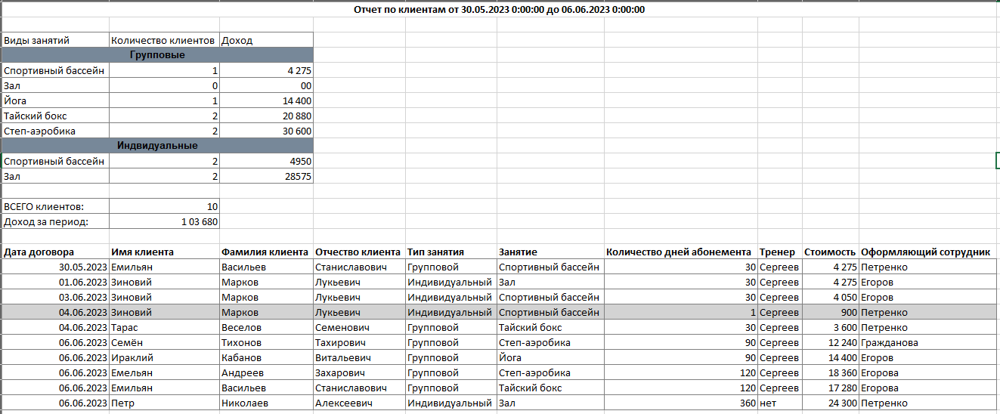 Отчет по клиентам от 30.05.2023 0:00:00 до 06.06.2023 0:00:00
Виды занятий Количество клиентов Доход
Групповые
Спортивный бассейн 1 4 275
Зал 0 00
Йога 1 14 400
Тайский бокс 2 20 880
Степ-аэробика 2 30 600
Индвидуальные
Спортивный бассейн 2 4950
Зал 2 28575
ВСЕГО клиентов: 10
Доход за период: 1 03 680
Дата договора Имя клиента Фамилия клиента Отчество клиента Тип занятия Занятие Количество дней абонемента Тренер Стоимость Оформляющий сотрудник
30.05.2023 Емильян Васильев Станиславович Групповой Спортивный бассейн 30 Сергеев 4 275 Петренко
01.06.2023 Зиновий Марков Лукьевич Индивидуальный Зал 30 Сергеев 4 275 Егоров
03.06.2023 Зиновий Марков Лукьевич Индивидуальный Спортивный бассейн 30 Сергеев 4 050 Егоров
04.06.2023 Зиновий Марков Лукьевич Индивидуальный Спортивный бассейн 1 Сергеев 900 Петренко
04.06.2023 Тарас Веселов Семенович Групповой Тайский бокс 30 Сергеев 3 600 Петренко
06.06.2023 Семён Тихонов Тахирович Групповой Степ-аэробика 90 Сергеев 12 240 Гражданова
06.06.2023 Ираклий Кабанов Витальевич Групповой Йога 90 Сергеев 14 400 Егоров
06.06.2023 Емельян Андреев Захарович Групповой Степ-аэробика 120 Сергеев 18 360 Егорова
06.06.2023 Емильян Васильев Станиславович Групповой Тайский бокс 120 Сергеев 17 280 Егорова
06.06.2023 Петр Николаев Алексеевич Индивидуальный Зал 360 нет 24 300 Петренко